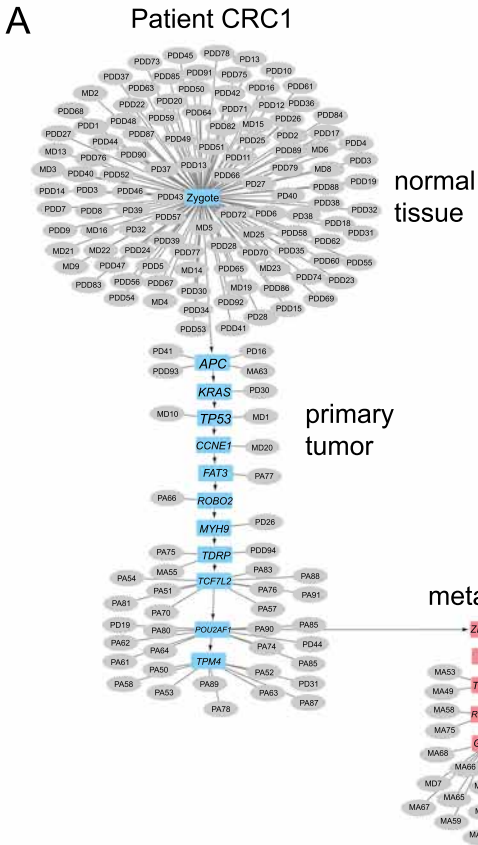 A
Patient CRC1
PDD73 PDD45 PDD78 PD13
PDD37 PDD85 PDD91 PDD75 PDD10
MD2 PDD63 PDD50 PDD42 PDD16 PDD61
PDD68 PDD22 PDD20 PDD64 PDD71 PDD12 PDD36
PDD1 PDD48 PDD59 PDD82 MD15 PDD26 PDD84
PDD27 PDD44 PDD87 PDD49 PDD51 PDD25 PDD2 PDD17 PDD4
MD13 PDD76 PDD90 PDD13 PDD11 PDD89 MD6 PDD3
MD3 PDD40 PDD52 PD37 PDD66 PDD79 MD8 PDD19
PDD14 PDD3 PDD46 PDD43 Zygote PD27 PD40 PDD88
PDD7 PDD8 PD39 PDD57 PDD72 PDD6 PD38 PDD38 PDD32
PDD9 MD16 PD32 MD5 MD25 PDD58 PDD18 PDD31
MD21 MD22 PDD24 PDD39 PDD77 PDD28 PDD70 PDD35 PDD62
MD9 PDD47 PDD5 MD14 PDD65 MD23 PDD60 PDD55
PDD83 PDD56 PDD67 PDD30 MD19 PDD86 PDD74 PDD23
PDD54 MD4 PDD34 PDD92 PD28 PDD15 PDD69
PDD53 PDD41
normal
tissue
PD41 APC PD16
PDD93 MA63
KRAS PD30
MD10 TP53 MD1
CCNE1 MD20
FAT3 PA77
PA66 ROBO2
MYH9 PD26
PA75 TDRP PDD94
primary
tumor
PA54 MA55 TCF7L2 PA83 PA88
PA81 PA51 PA76 PA91
PA70 PA57
PD19 PA80 POU2AF1 PA90 PA85
PA62 PA64 PA74 PD44
PA61 PA50 TPM4 PA52 PA85
PA58 PA53 PA89 PA63 PD31
PA78 PA87
meta
MA53
MA49
MA58
MA75
MA68
MA66
MD7
MA67 MA65
MA59